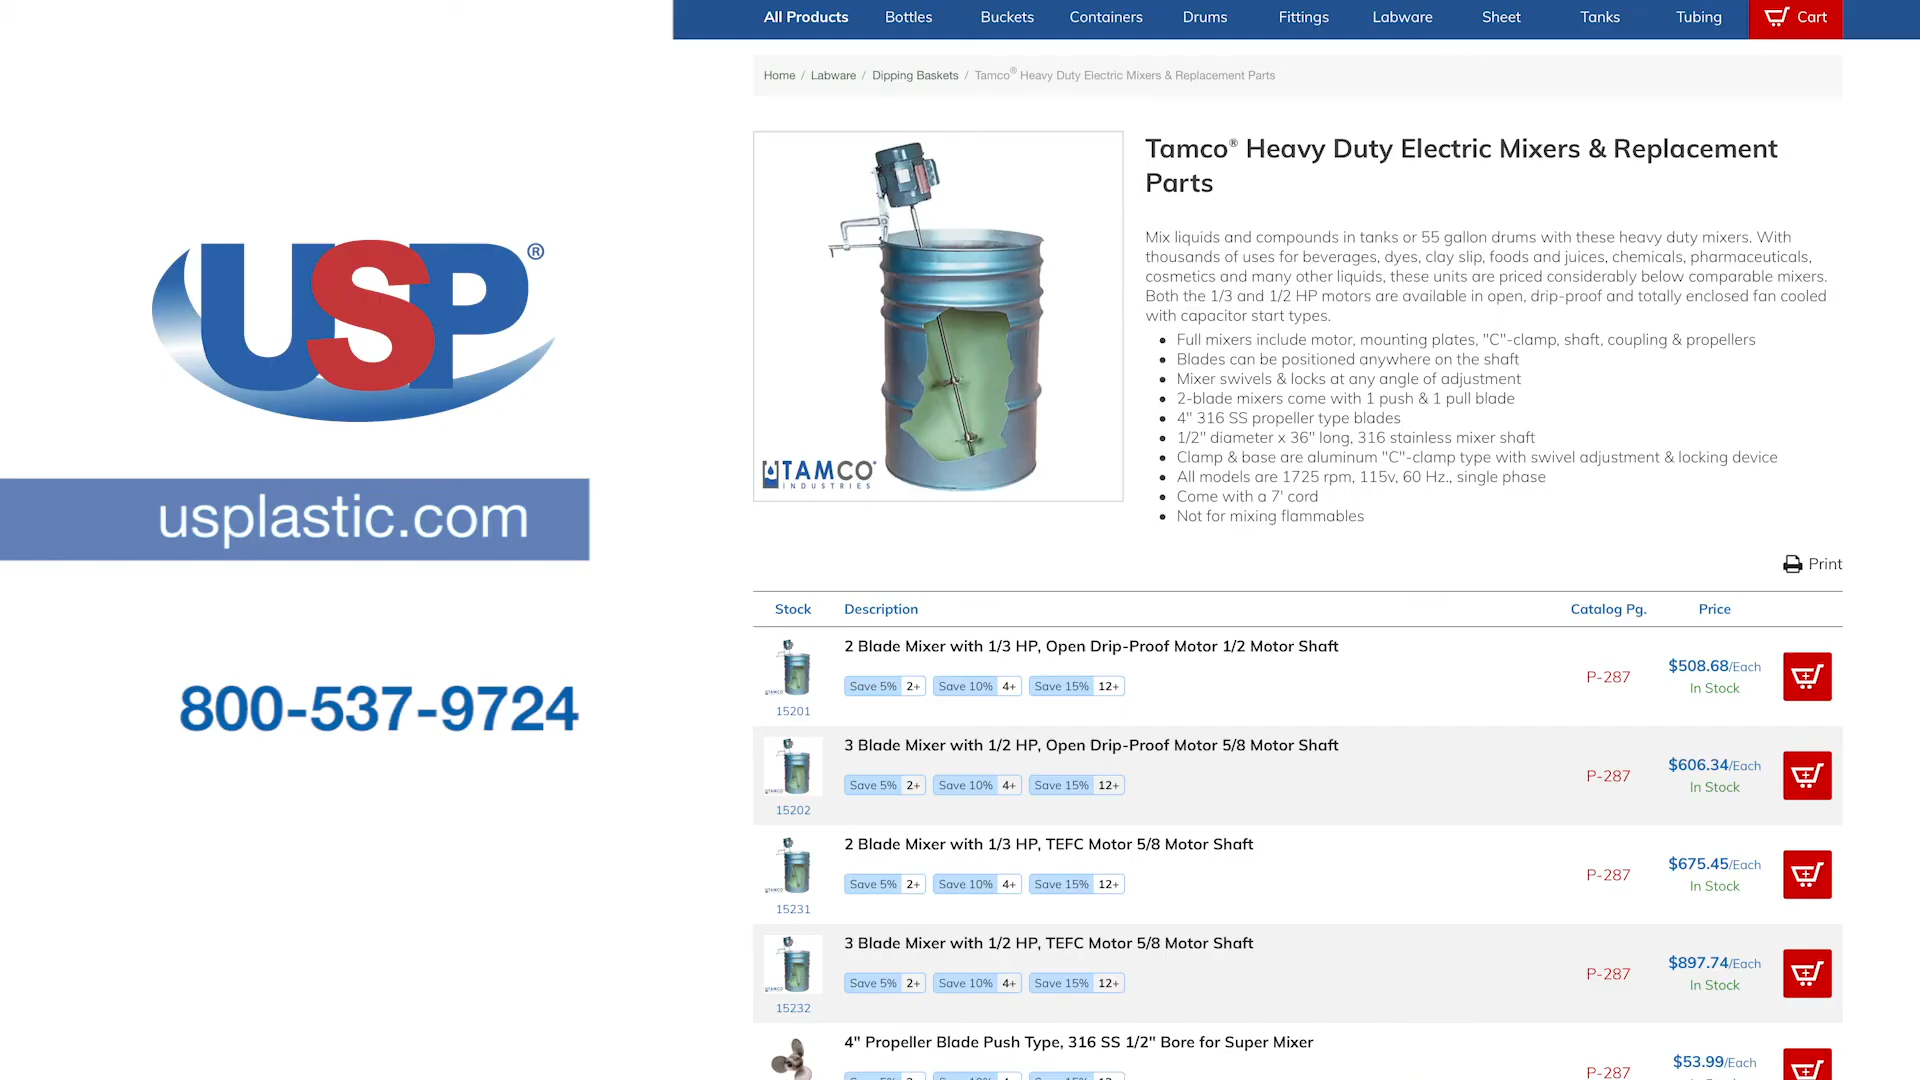 All Products Bottles Buckets Containers Drums Fittings Labware Sheet Tanks Tubing Cart
Home / Labware / Dipping Baskets / Tamco® Heavy Duty Electric Mixers & Replacement Parts
USP®
usplastic.com
800-537-9724
TAMCO®
INDUSTRIES
Tamco® Heavy Duty Electric Mixers & Replacement
Parts
Mix liquids and compounds in tanks or 55 gallon drums with these heavy duty mixers. With
thousands of uses for beverages, dyes, clay slip, foods and juices, chemicals, pharmaceuticals,
cosmetics and many other liquids, these units are priced considerably below comparable mixers.
Both the 1/3 and 1/2 HP motors are available in open, drip-proof and totally enclosed fan cooled
with capacitor start types.
• Full mixers include motor, mounting plates, "C"-clamp, shaft, coupling & propellers
• Blades can be positioned anywhere on the shaft
• Mixer swivels & locks at any angle of adjustment
• 2-blade mixers come with 1 push & 1 pull blade
• 4" 316 SS propeller type blades
• 1/2" diameter x 36" long, 316 stainless mixer shaft
• Clamp & base are aluminum "C"-clamp type with swivel adjustment & locking device
• All models are 1725 rpm, 115v, 60 Hz., single phase
• Come with a 7' cord
• Not for mixing flammables
Print
Stock Description Catalog Pg. Price
2 Blade Mixer with 1/3 HP, Open Drip-Proof Motor 1/2 Motor Shaft
Save 5% 2+ Save 10% 4+ Save 15% 12+
15201
P-287
$508.68/Each
In Stock
3 Blade Mixer with 1/2 HP, Open Drip-Proof Motor 5/8 Motor Shaft
Save 5% 2+ Save 10% 4+ Save 15% 12+
15202
P-287
$606.34/Each
In Stock
2 Blade Mixer with 1/3 HP, TEFC Motor 5/8 Motor Shaft
Save 5% 2+ Save 10% 4+ Save 15% 12+
15231
P-287
$675.45/Each
In Stock
3 Blade Mixer with 1/2 HP, TEFC Motor 5/8 Motor Shaft
Save 5% 2+ Save 10% 4+ Save 15% 12+
15232
P-287
$897.74/Each
In Stock
4" Propeller Blade Push Type, 316 SS 1/2" Bore for Super Mixer
P-287
$53.99/Each